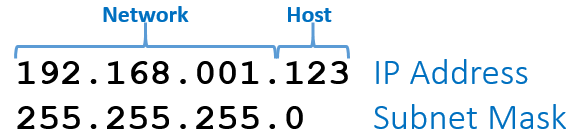 Network Host
192.168.001.123 IP Address
255.255.255.0 Subnet Mask